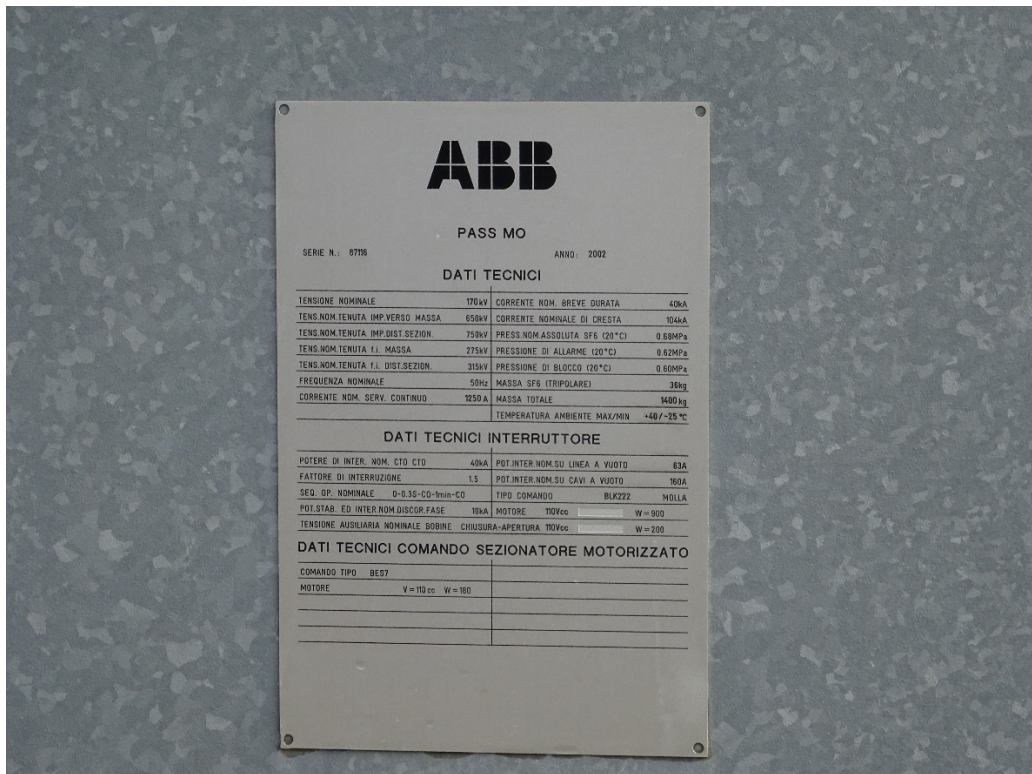 ABB
PASS MO
SERIE N.: 87116 ANNO: 2002
DATI TECNICI
TENSIONE NOMINALE 170kV CORRENTE NOM. BREVE DURATA 40kA
TENS.NOM.TENUTA IMP.VERSO MASSA 650kV CORRENTE NOMINALE DI CRESTA 104kA
TENS.NOM.TENUTA IMP.DIST.SEZION. 750kV PRESS.NOM.ASSOLUTA SF6 (20°C) 0.68MPa
TENS.NOM.TENUTA f.i. MASSA 275kV PRESSIONE DI ALLARME (20°C) 0.62MPa
TENS.NOM.TENUTA f.i. DIST.SEZION. 315kV PRESSIONE DI BLOCCO (20°C) 0.60MPa
FREQUENZA NOMINALE 50Hz MASSA SF6 (TRIPOLARE) 36kg
CORRENTE NOM. SERV. CONTINUO 1250 A MASSA TOTALE 1400 kg
TEMPERATURA AMBIENTE MAX/MIN +40/-25 °C
DATI TECNICI INTERRUTTORE
POTERE DI INTER. NOM. CTO CTO 40kA POT.INTER.NOM.SU LINEA A VUOTO 63A
FATTORE DI INTERRUZIONE 1.5 POT.INTER.NOM.SU CAVI A VUOTO 160A
SEQ. OP. NOMINALE O-0.3S-CO-1min-CO TIPO COMANDO BLK222 MOLLA
POT.STAB. ED INTER.NOM.DISCOR.FASE 10kA MOTORE 110Vcc W=900
TENSIONE AUSILIARIA NOMINALE BOBINE CHIUSURA-APERTURA 110Vcc W=200
DATI TECNICI COMANDO SEZIONATORE MOTORIZZATO
COMANDO TIPO BES7
MOTORE V=110 cc W=180